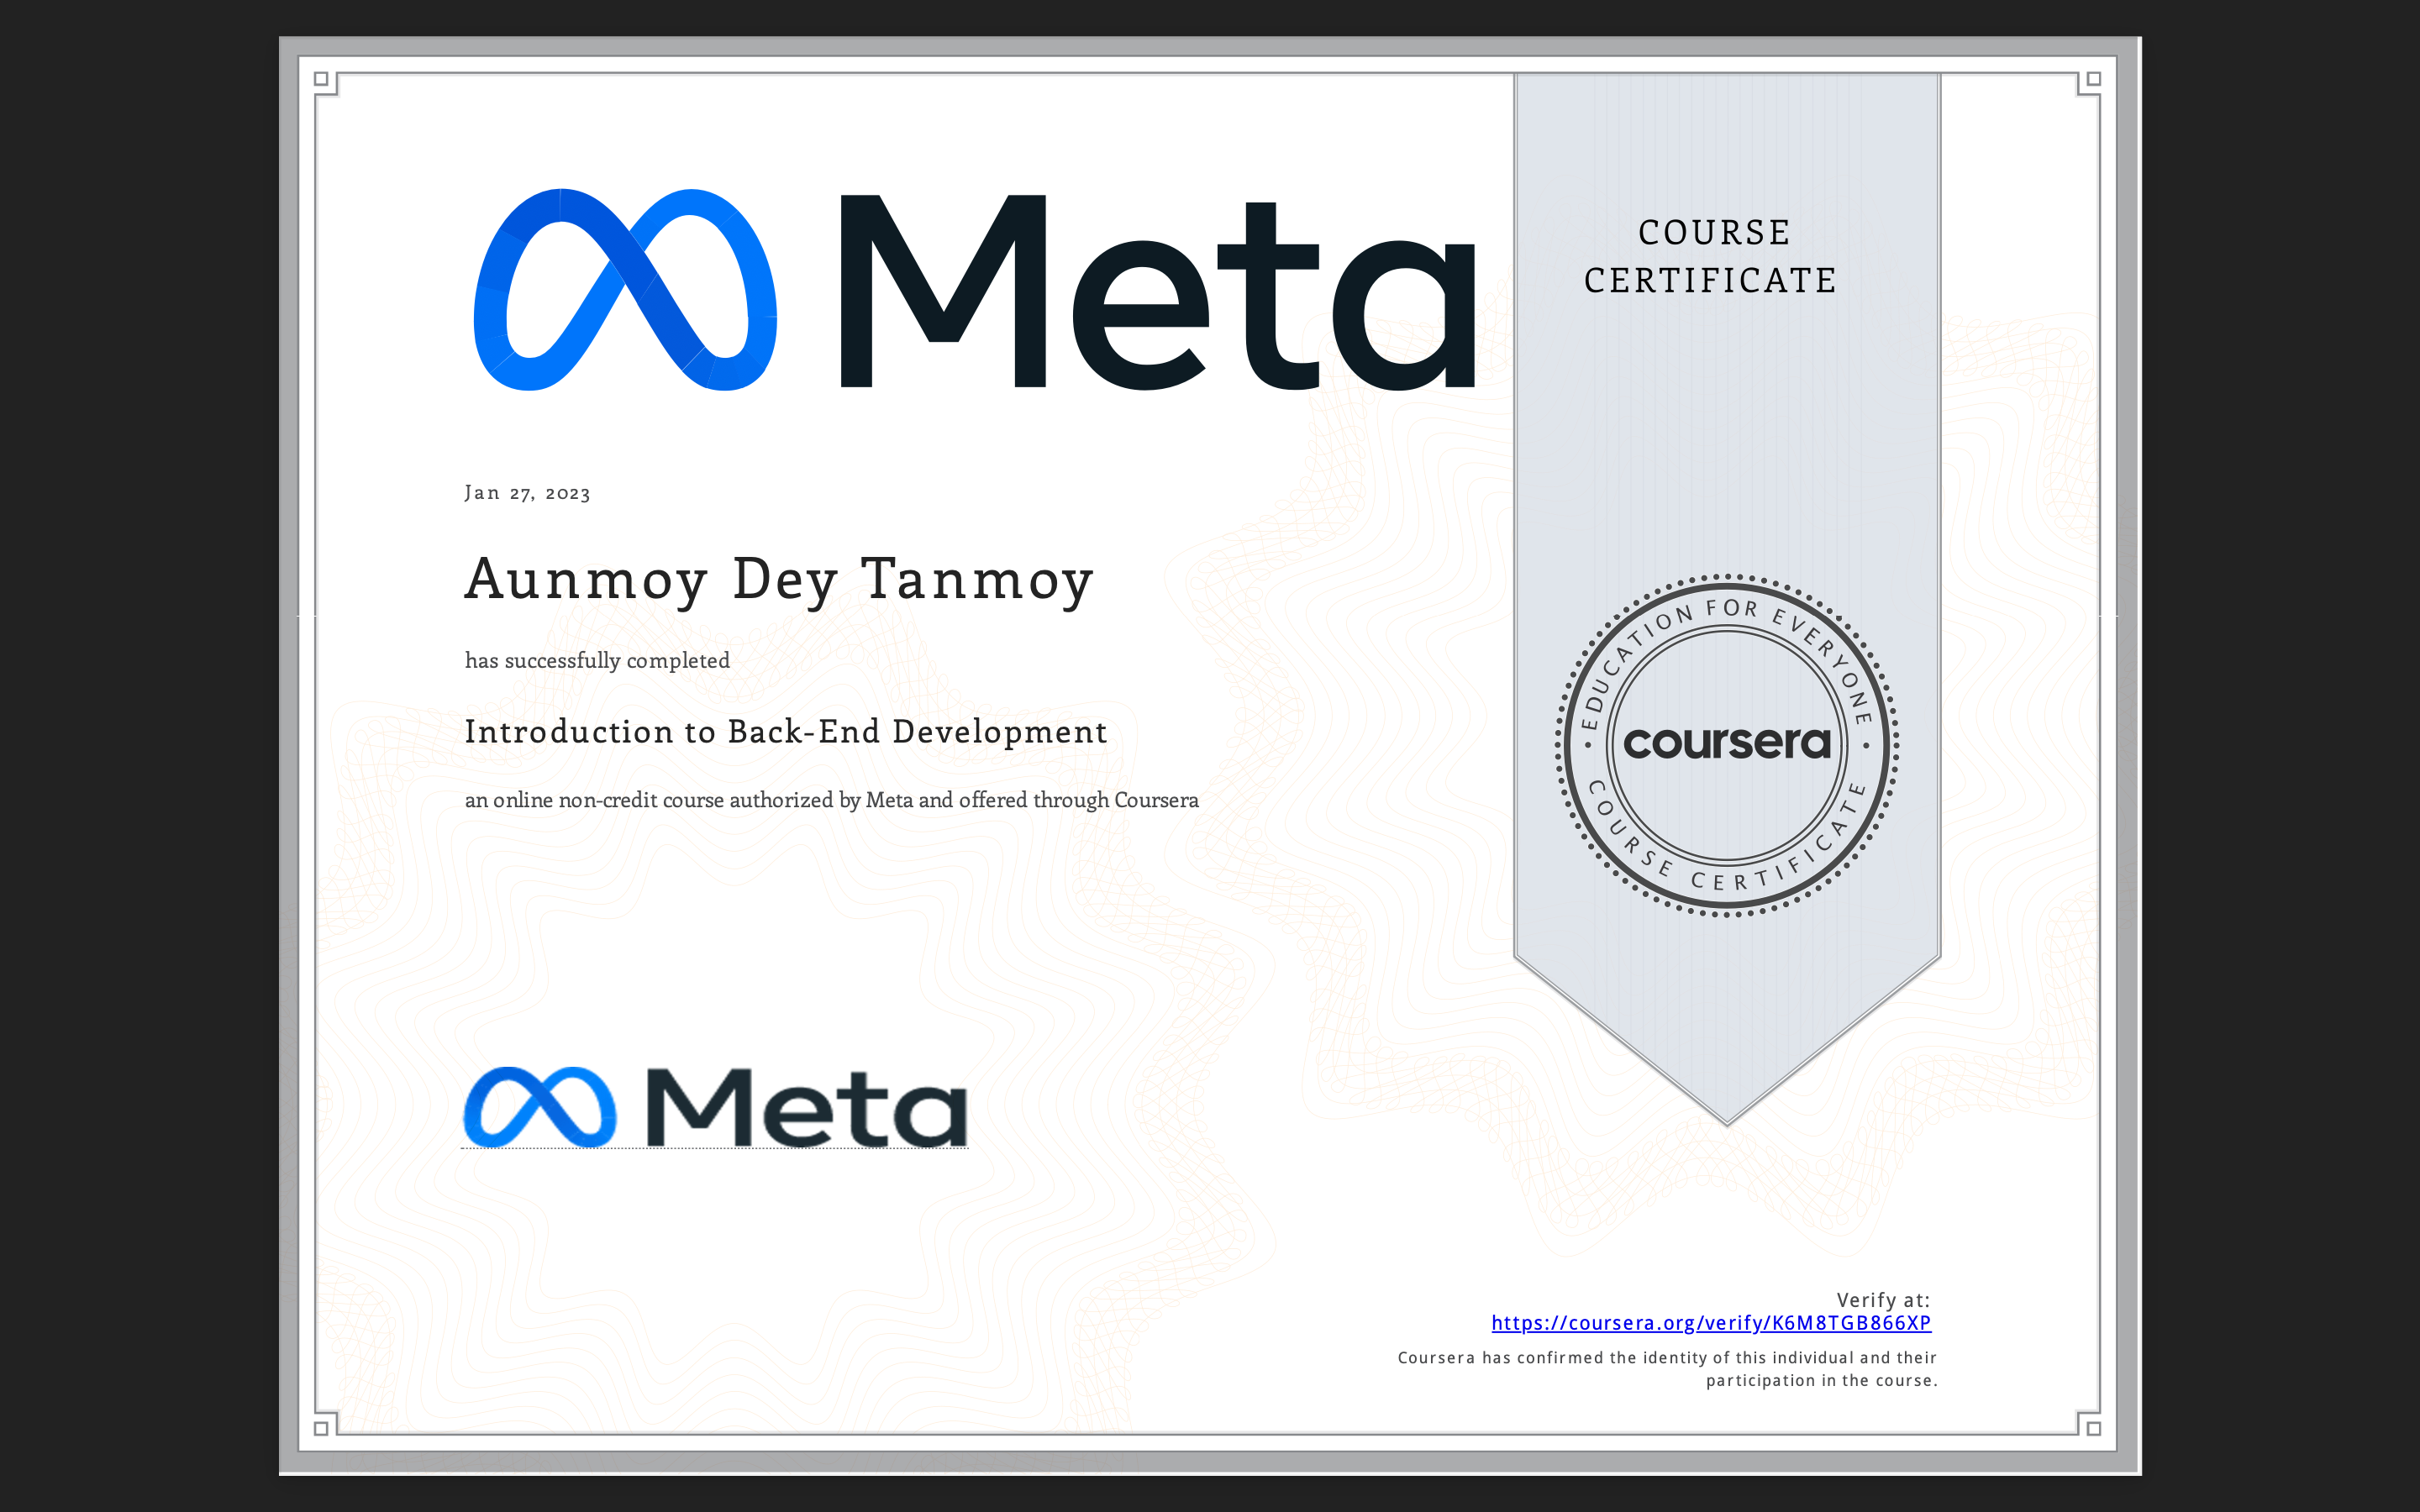 Meta
COURSE
CERTIFICATE
Jan 27, 2023
Aunmoy Dey Tanmoy
has successfully completed
Introduction to Back-End Development
an online non-credit course authorized by Meta and offered through Coursera
EDUCATION FOR EVERYONE
coursera
COURSE CERTIFICATE
Meta
Verify at:
https://coursera.org/verify/K6M8TGB866XP
Coursera has confirmed the identity of this individual and their
participation in the course.